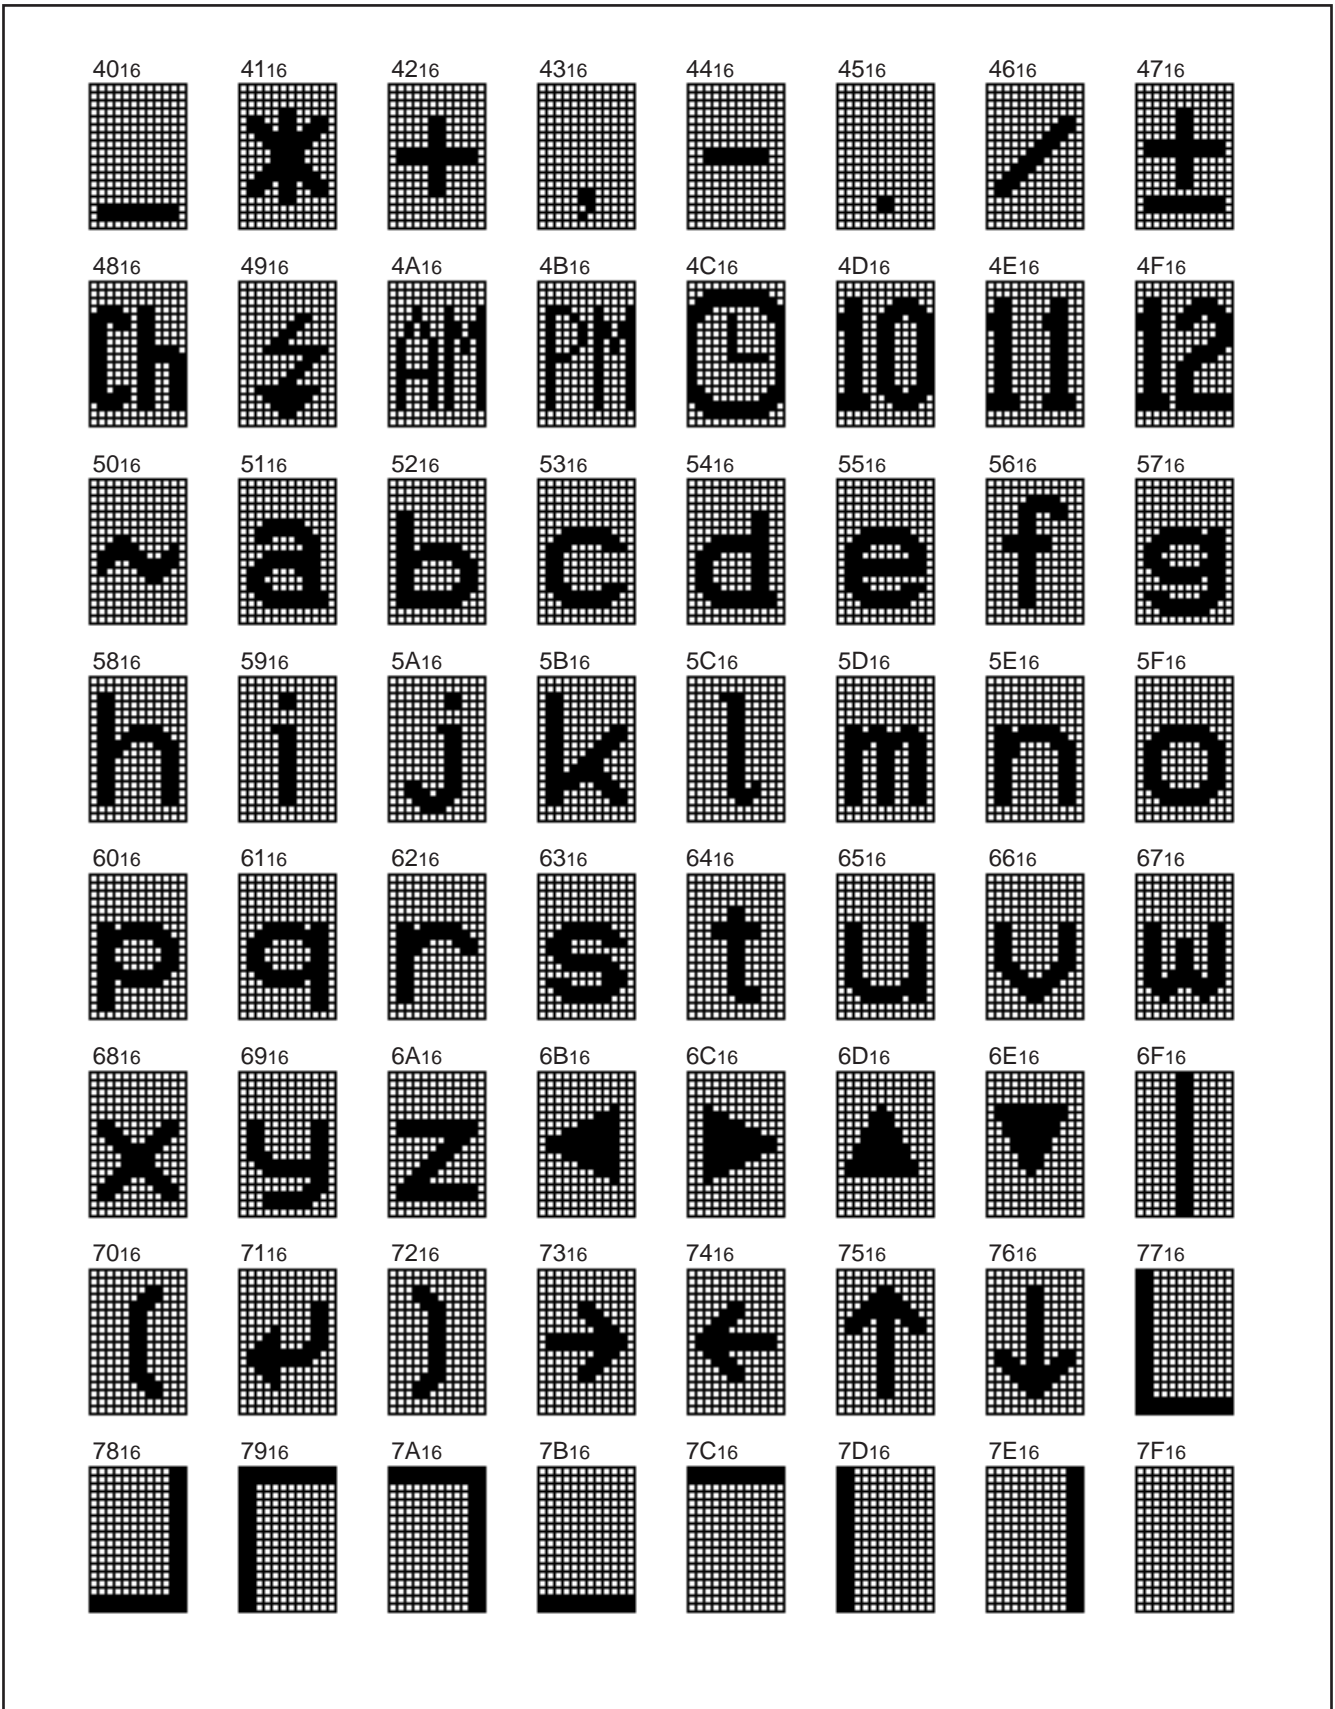 4016 4116 4216 4316 4416 4516 4616 4716
_ * + , - . / ±
4816 4916 4A16 4B16 4C16 4D16 4E16 4F16
Ch AM PM 10 11 12
5016 5116 5216 5316 5416 5516 5616 5716
~ a b c d e f g
5816 5916 5A16 5B16 5C16 5D16 5E16 5F16
h i j k l m n o
6016 6116 6216 6316 6416 6516 6616 6716
p q r s t u v w
6816 6916 6A16 6B16 6C16 6D16 6E16 6F16
x y z ◀ ▶ ▲ ▼ |
7016 7116 7216 7316 7416 7516 7616 7716
( ↲ ) → ← ↑ ↓
7816 7916 7A16 7B16 7C16 7D16 7E16 7F16